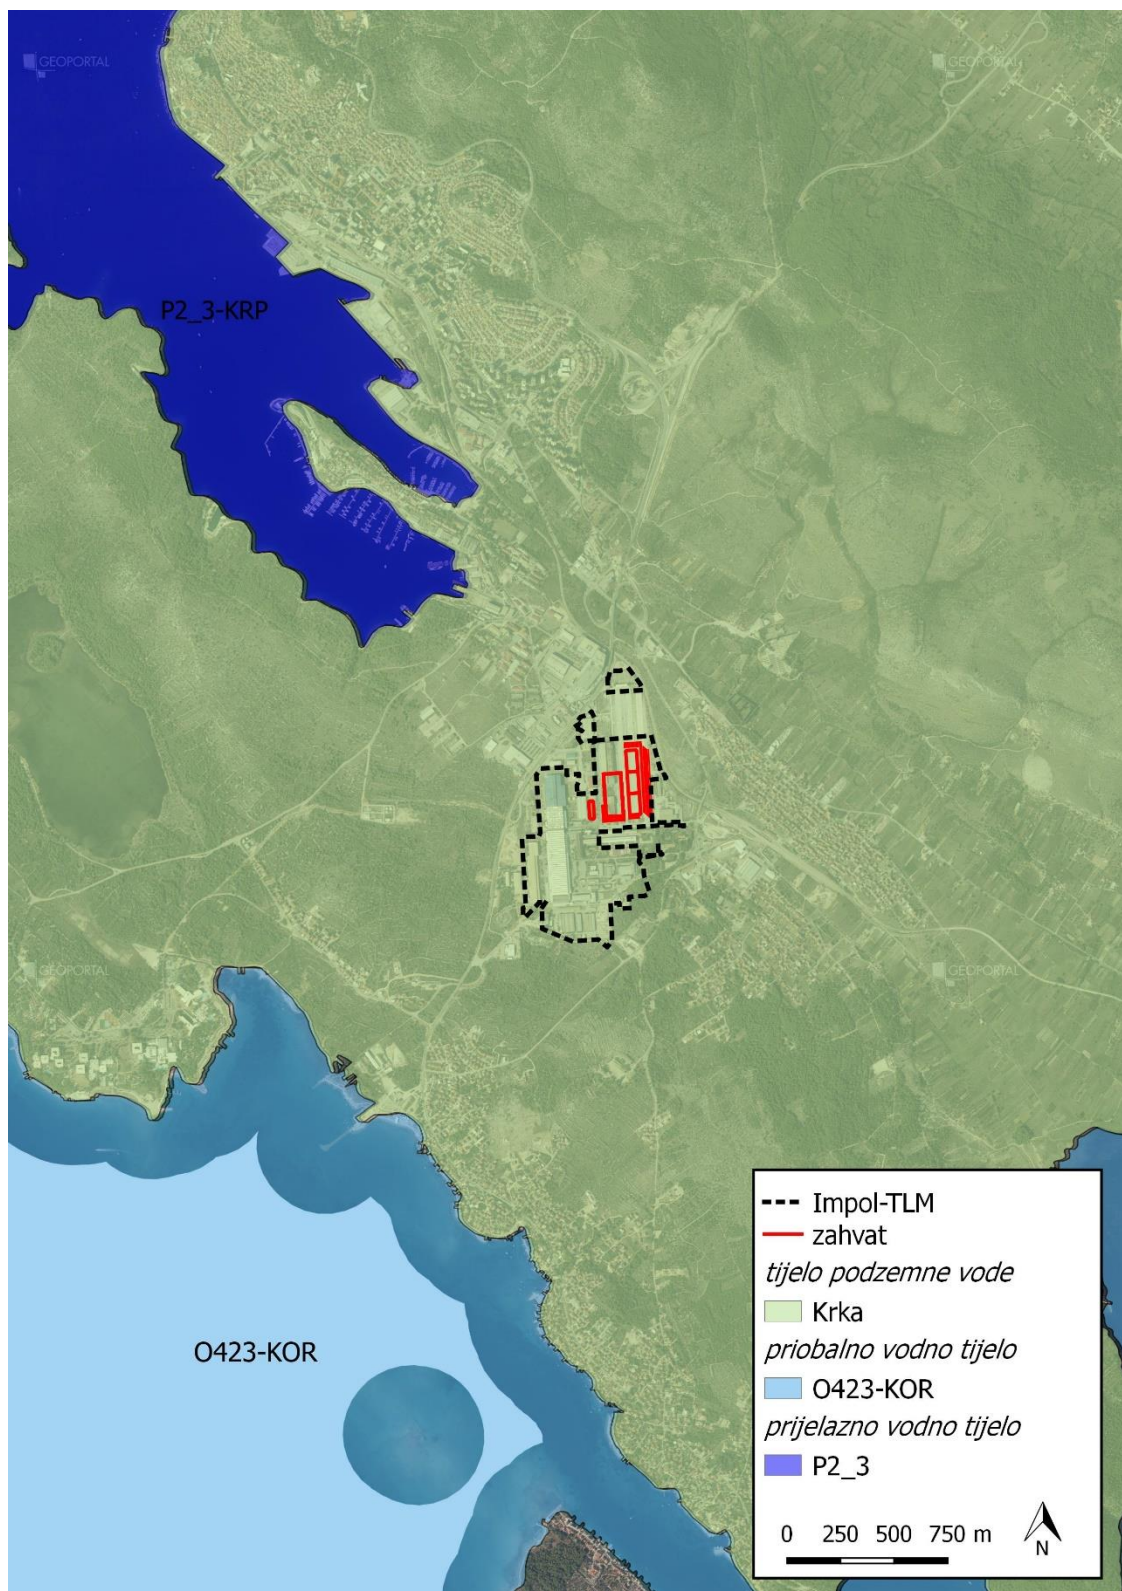 GEOPORTAL
GEOPORTAL
P2_3-KRP
GEOPORTAL
GEOPORTAL
O423-KOR
Impol-TLM
zahvat
tijelo podzemne vode
Krka
priobalno vodno tijelo
O423-KOR
prijelazno vodno tijelo
P2_3
0 250 500 750 m
N